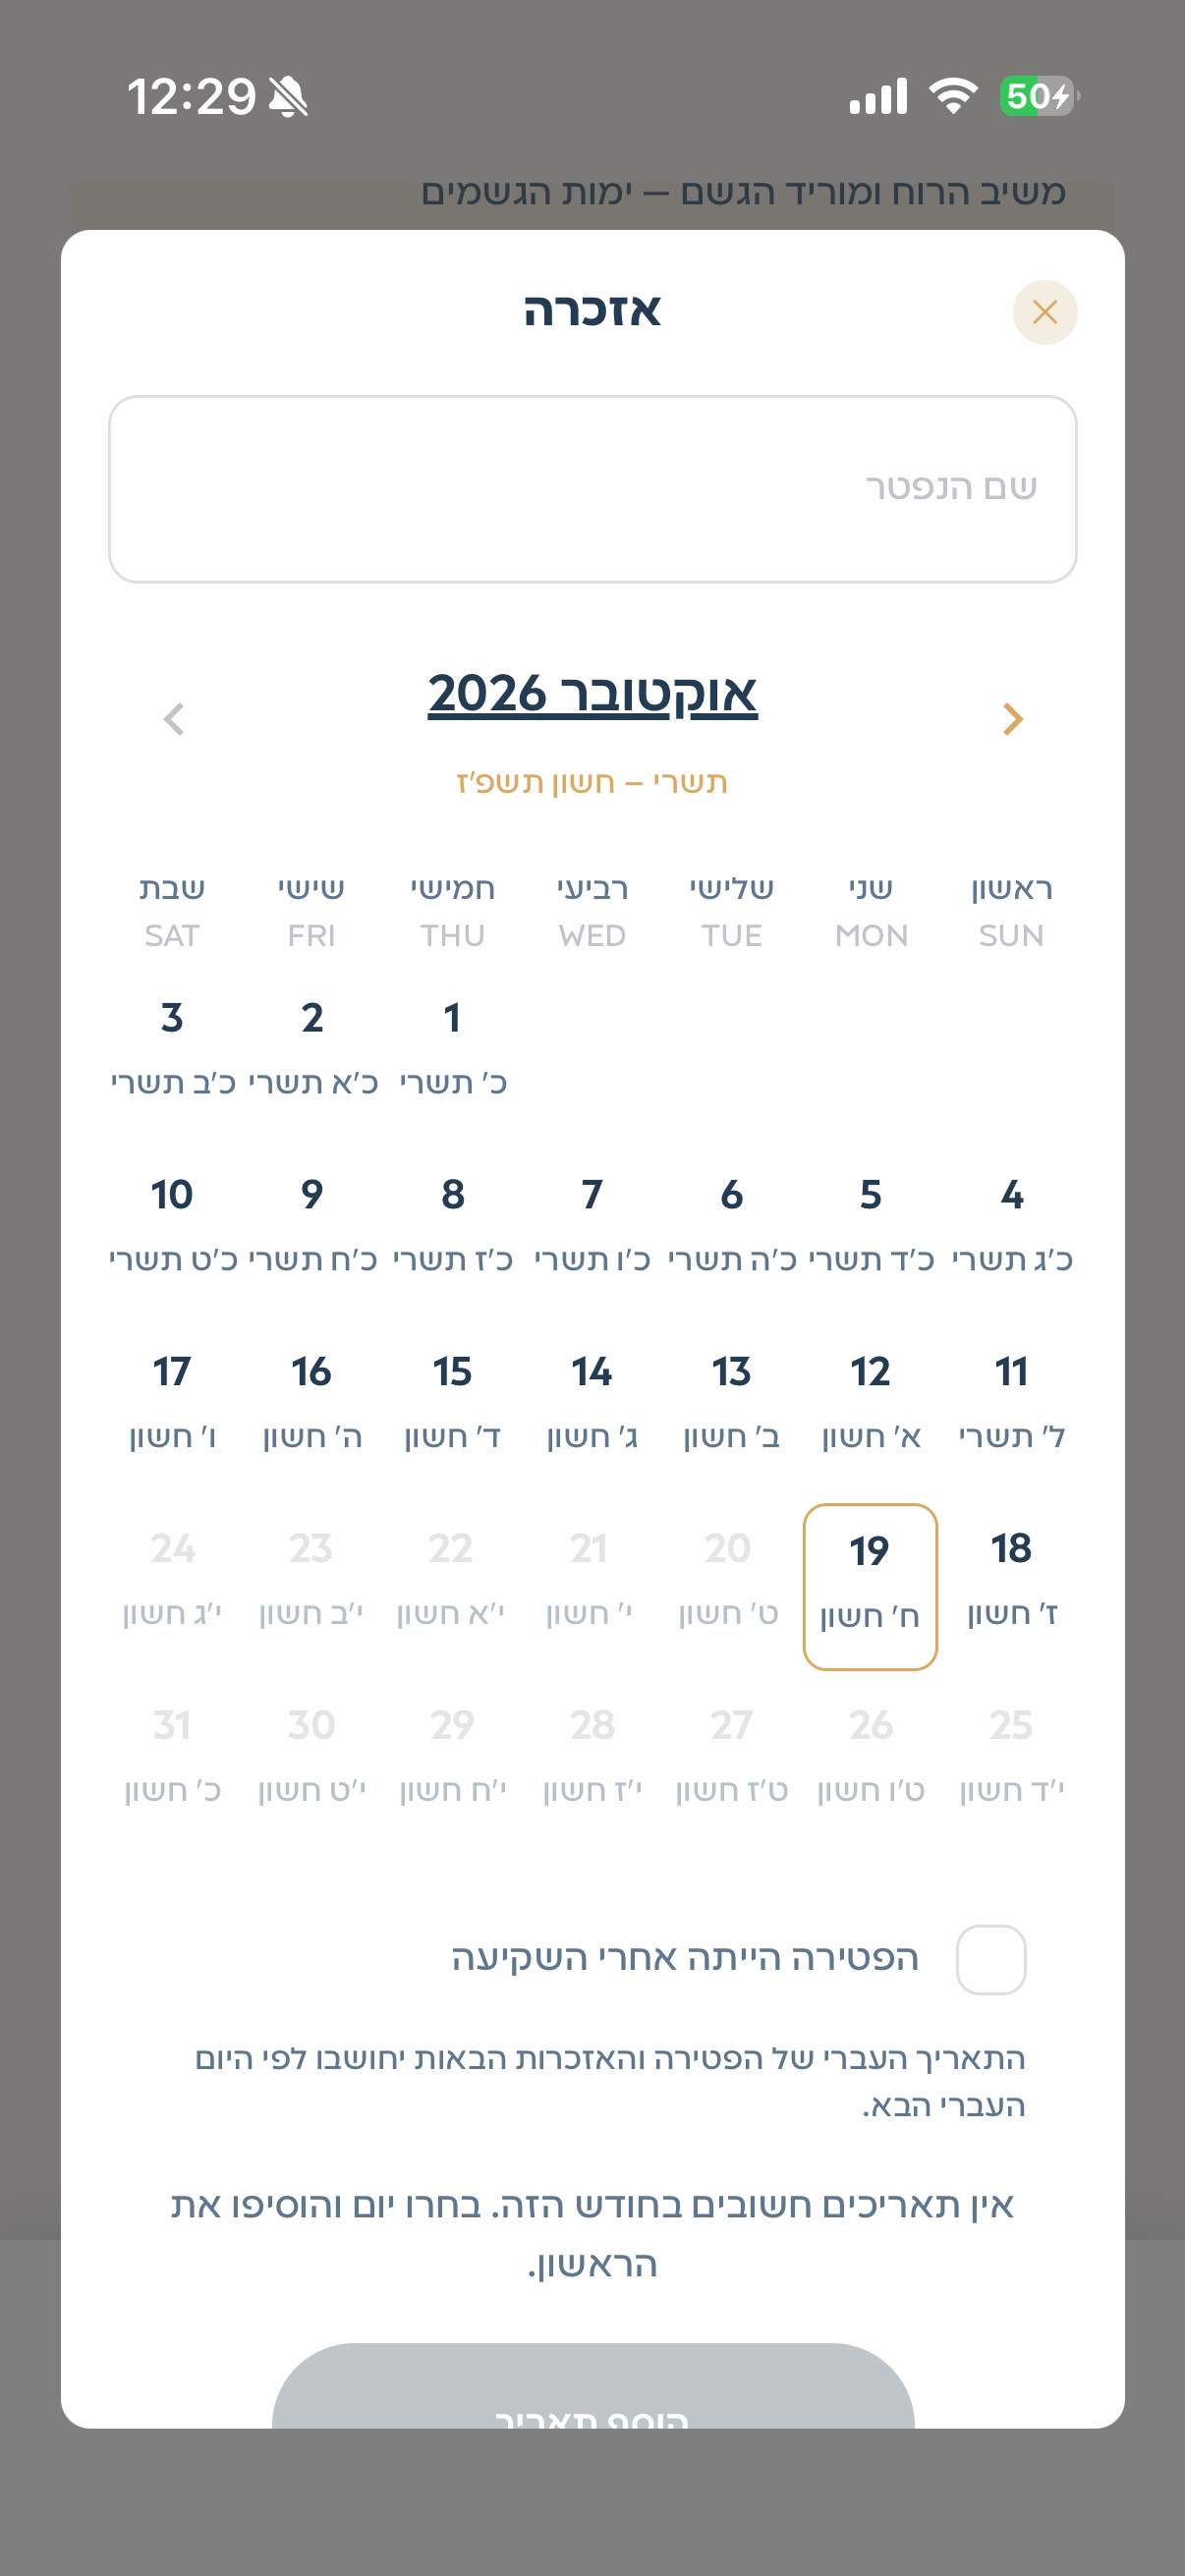 12:29
50
משיב הרוח ומוריד הגשם – ימות הגשמים
אזכרה
שם הנפטר
אוקטובר 2026
תשרי – חשון תשפ'ז
ראשון שני שלישי רביעי חמישי שישי שבת
SUN MON TUE WED THU FRI SAT
1 2 3
כ' תשרי כ'א תשרי כ'ב תשרי
4 5 6 7 8 9 10
כ'ג תשרי כ'ד תשרי כ'ה תשרי כ'ו תשרי כ'ז תשרי כ'ח תשרי כ'ט תשרי
11 12 13 14 15 16 17
ל' תשרי א' חשון ב' חשון ג' חשון ד' חשון ה' חשון ו' חשון
18 19 20 21 22 23 24
ז' חשון ח' חשון ט' חשון י' חשון י'א חשון י'ב חשון י'ג חשון
25 26 27 28 29 30 31
י'ד חשון ט'ו חשון ט'ז חשון י'ז חשון י'ח חשון י'ט חשון כ' חשון
הפטירה הייתה אחרי השקיעה
התאריך העברי של הפטירה והאזכרות הבאות יחושבו לפי היום
העברי הבא.
אין תאריכים חשובים בחודש הזה. בחרו יום והוסיפו את
הראשון.
הוסף תאריך